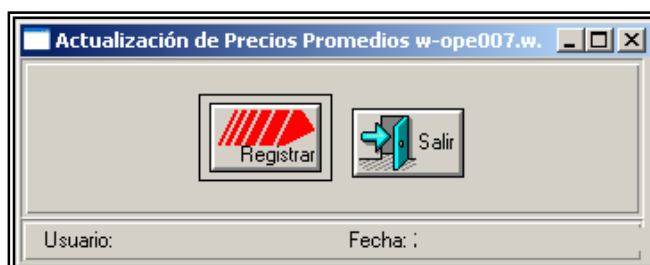 Actualización de Precios Promedios w-ope007.w.
Registrar Salir
Usuario: Fecha: :